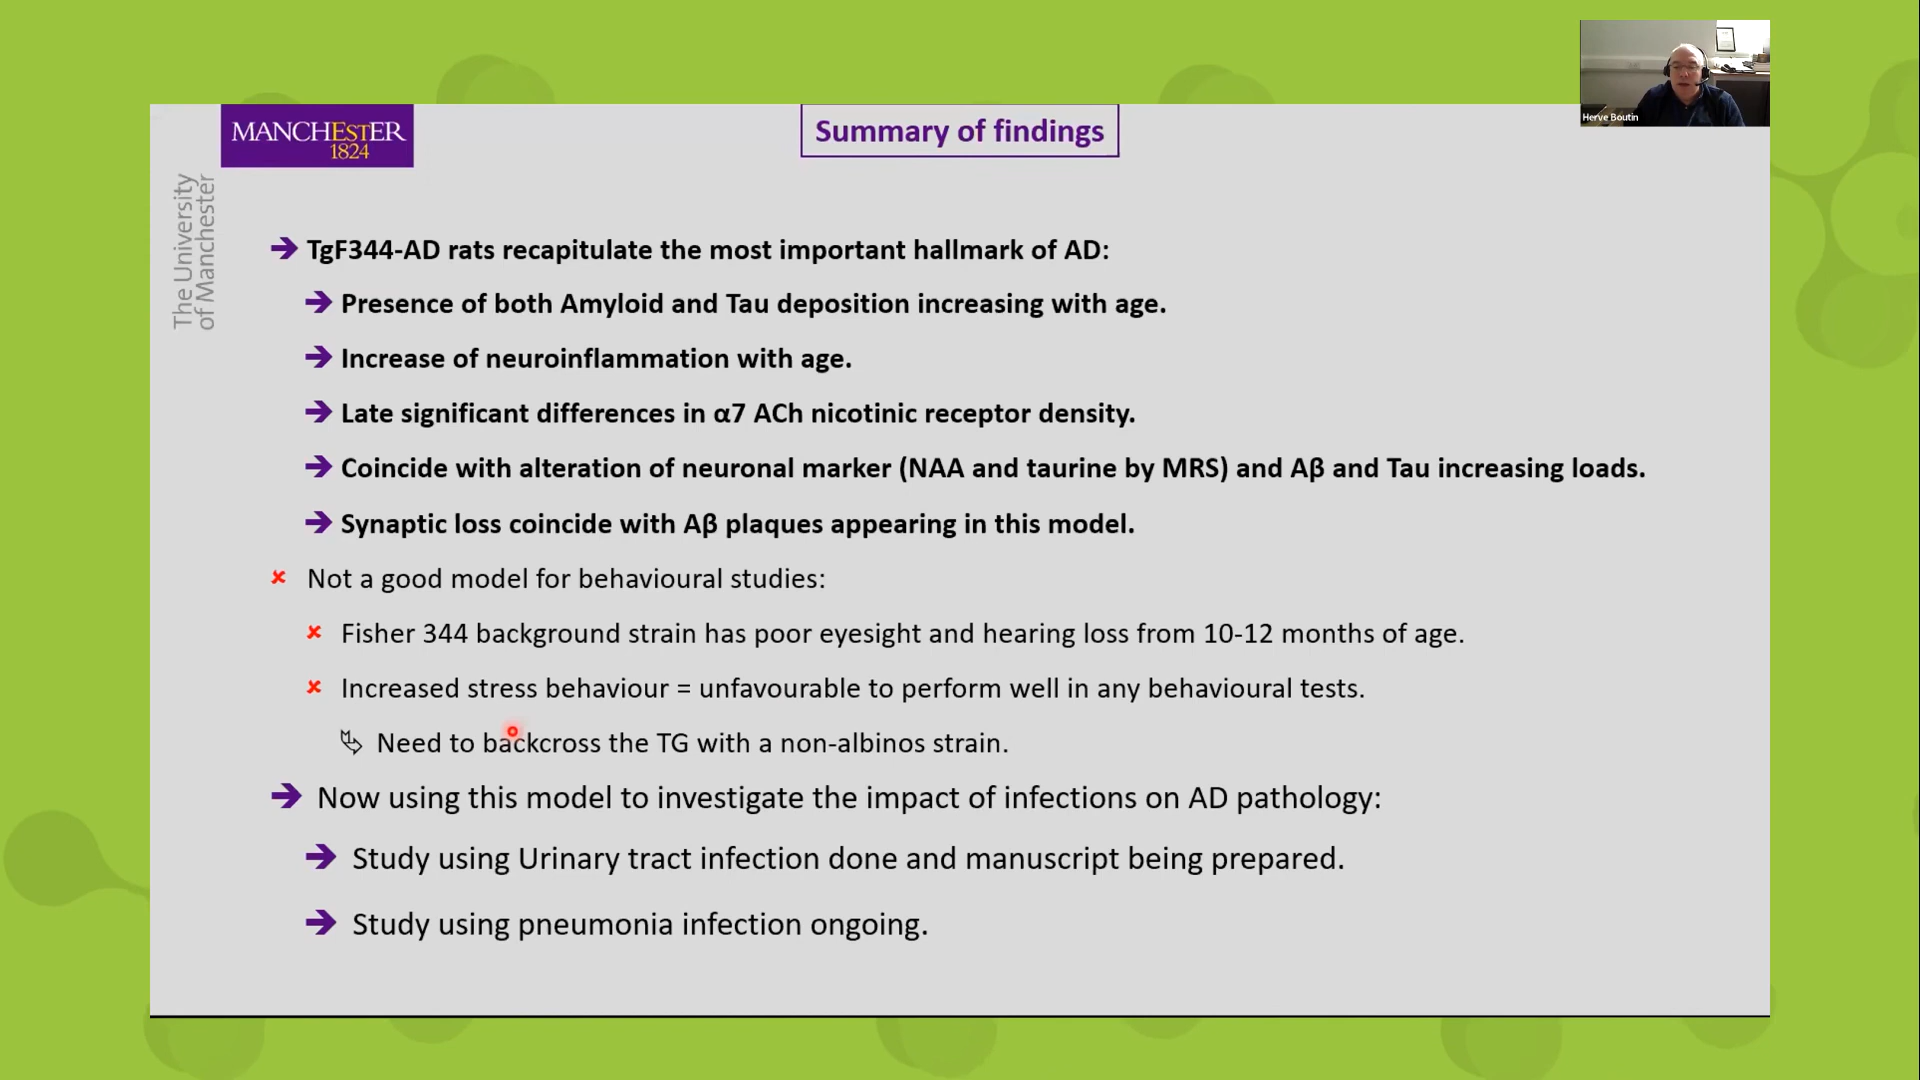 MANCHESTER
1824
The University
of Manchester
Summary of findings
Herve Boutin
TgF344-AD rats recapitulate the most important hallmark of AD:
Presence of both Amyloid and Tau deposition increasing with age.
Increase of neuroinflammation with age.
Late significant differences in α7 ACh nicotinic receptor density.
Coincide with alteration of neuronal marker (NAA and taurine by MRS) and Aβ and Tau increasing loads.
Synaptic loss coincide with Aβ plaques appearing in this model.
Not a good model for behavioural studies:
Fisher 344 background strain has poor eyesight and hearing loss from 10-12 months of age.
Increased stress behaviour = unfavourable to perform well in any behavioural tests.
Need to backcross the TG with a non-albinos strain.
Now using this model to investigate the impact of infections on AD pathology:
Study using Urinary tract infection done and manuscript being prepared.
Study using pneumonia infection ongoing.